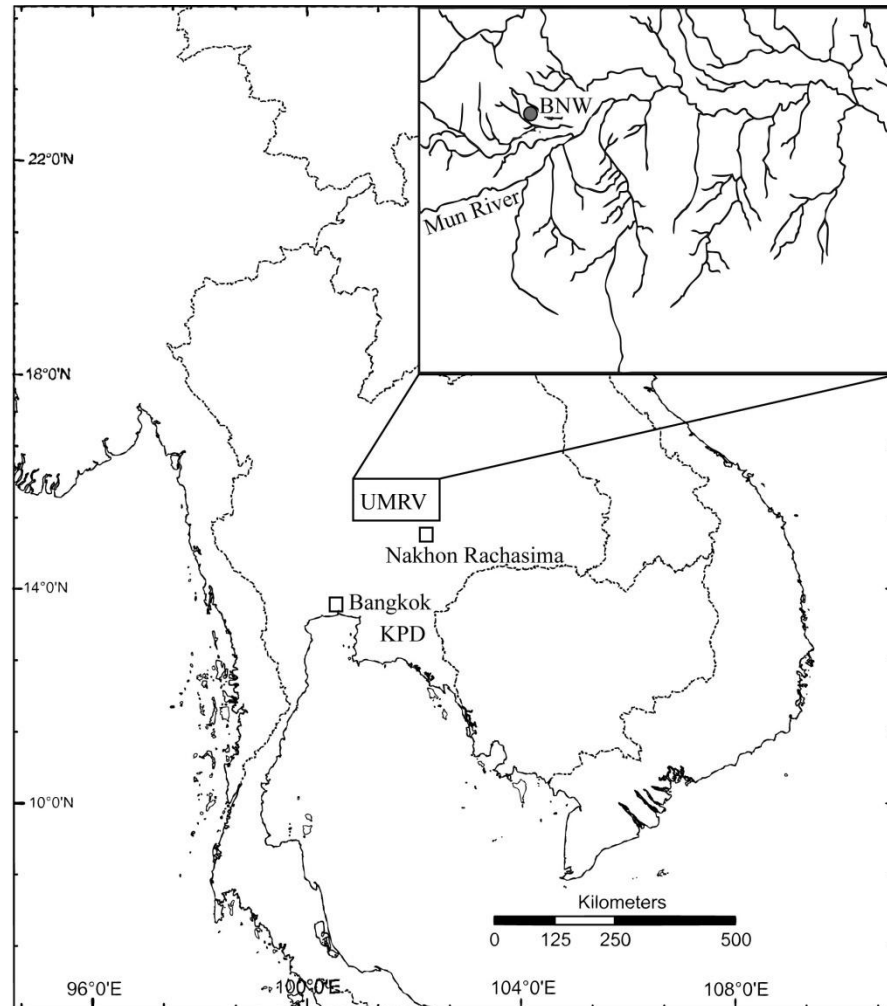 BNW
Mun River
22°0'N
18°0'N
UMRV
Nakhon Rachasima
14°0'N
Bangkok
KPD
10°0'N
Kilometers
0 125 250 500
96°0'E 100°0'E 104°0'E 108°0'E